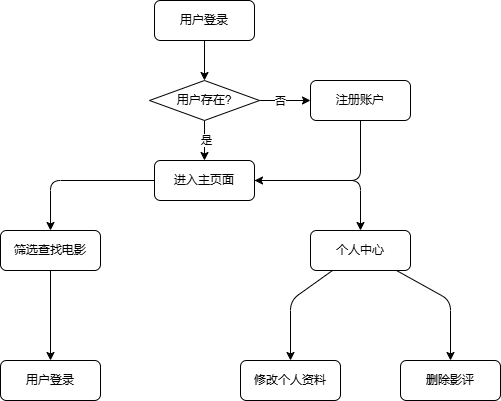 用户登录
用户存在?
否
注册账户
是
进入主页面
筛选查找电影
个人中心
用户登录
修改个人资料
删除影评